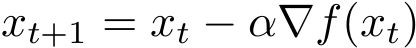 x_{t+1} = x_t − α∇f(x_t)